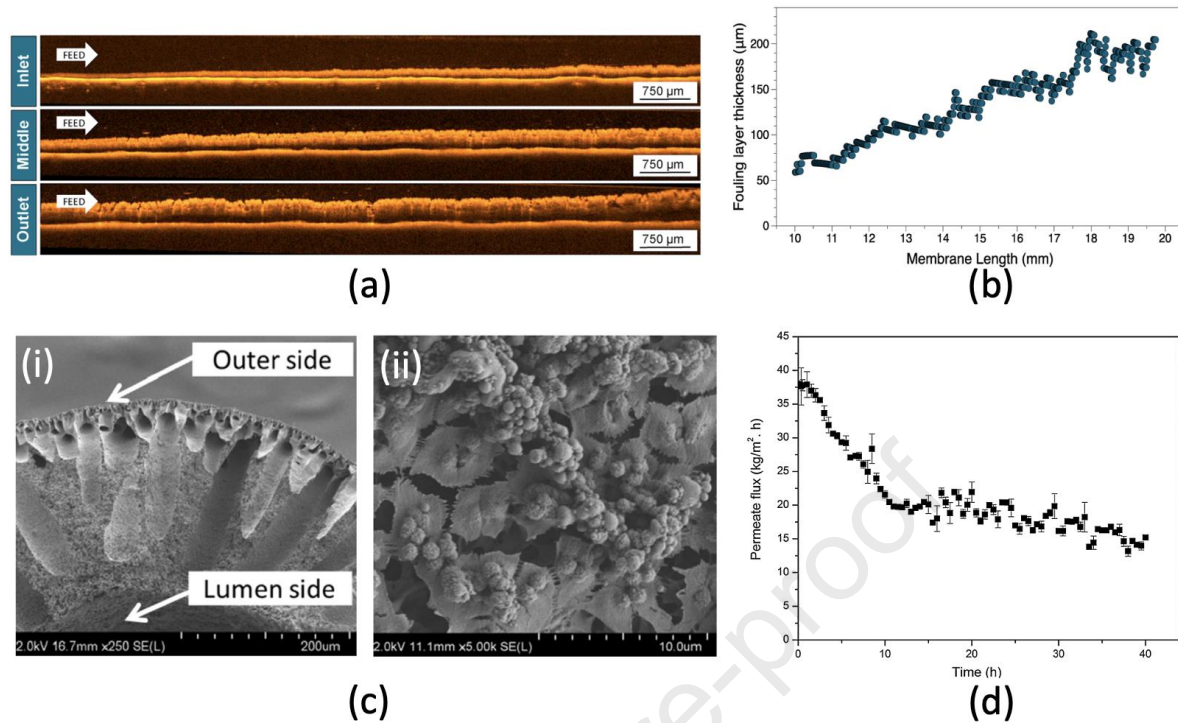 Inlet
FEED
750 µm
Middle
FEED
750 µm
Outlet
FEED
750 µm
(a)
Fouling layer thickness (µm)
200
150
100
50
0
10 11 12 13 14 15 16 17 18 19 20
Membrane Length (mm)
(b)
(i)
Outer side
Lumen side
2.0kV 16.7mm x250 SE(L)
200um
(ii)
2.0kV 11.1mm x5.00k SE(L)
10.0um
(c)
Permeate flux (kg/m². h)
45
40
35
30
25
20
15
10
5
0
0 10 20 30 40
Time (h)
(d)
re-proof